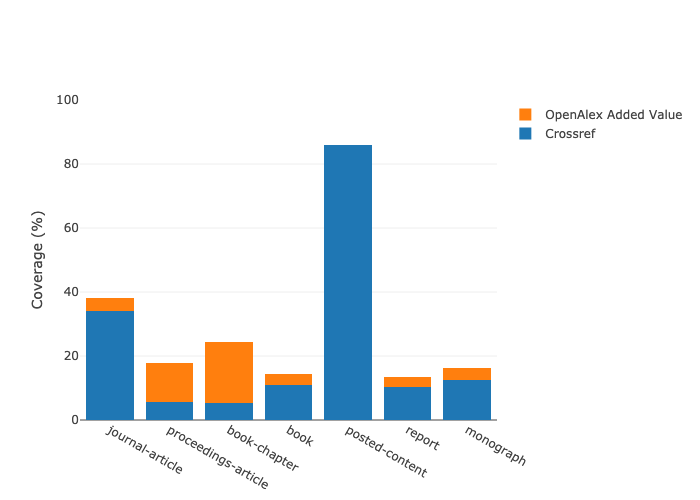 100
80
60
40
20
0
Coverage (%)
journal-article
proceedings-article
book-chapter
book
posted-content
report
monograph
OpenAlex Added Value
Crossref